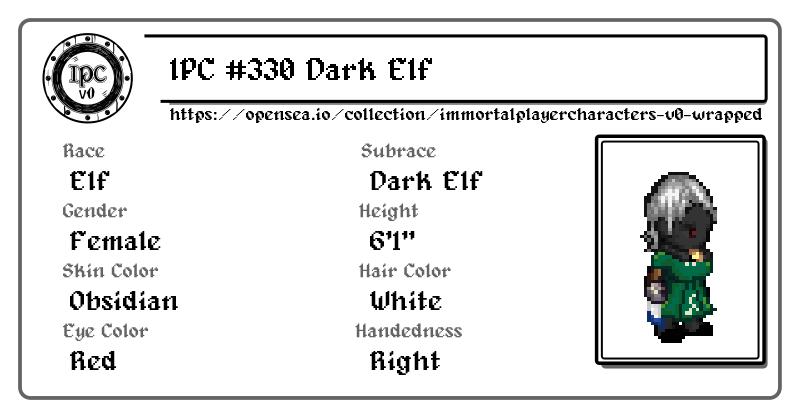 IPC v0
IPC #330 Dark Elf
https://opensea.io/collection/immortalplayercharacters-v0-wrapped
Race
Elf
Subrace
Dark Elf
Gender
Female
Height
6'1"
Skin Color
Obsidian
Hair Color
White
Eye Color
Red
Handedness
Right